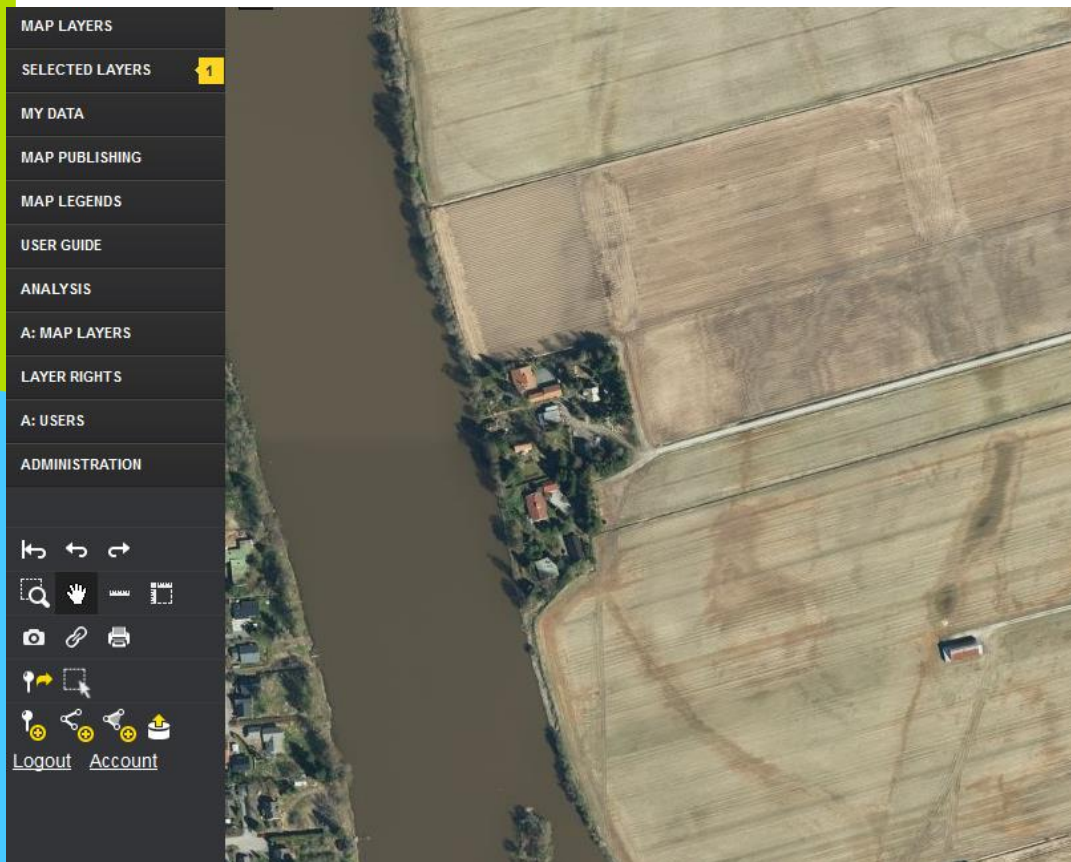 MAP LAYERS
SELECTED LAYERS 1
MY DATA
MAP PUBLISHING
MAP LEGENDS
USER GUIDE
ANALYSIS
A: MAP LAYERS
LAYER RIGHTS
A: USERS
ADMINISTRATION
Logout Account